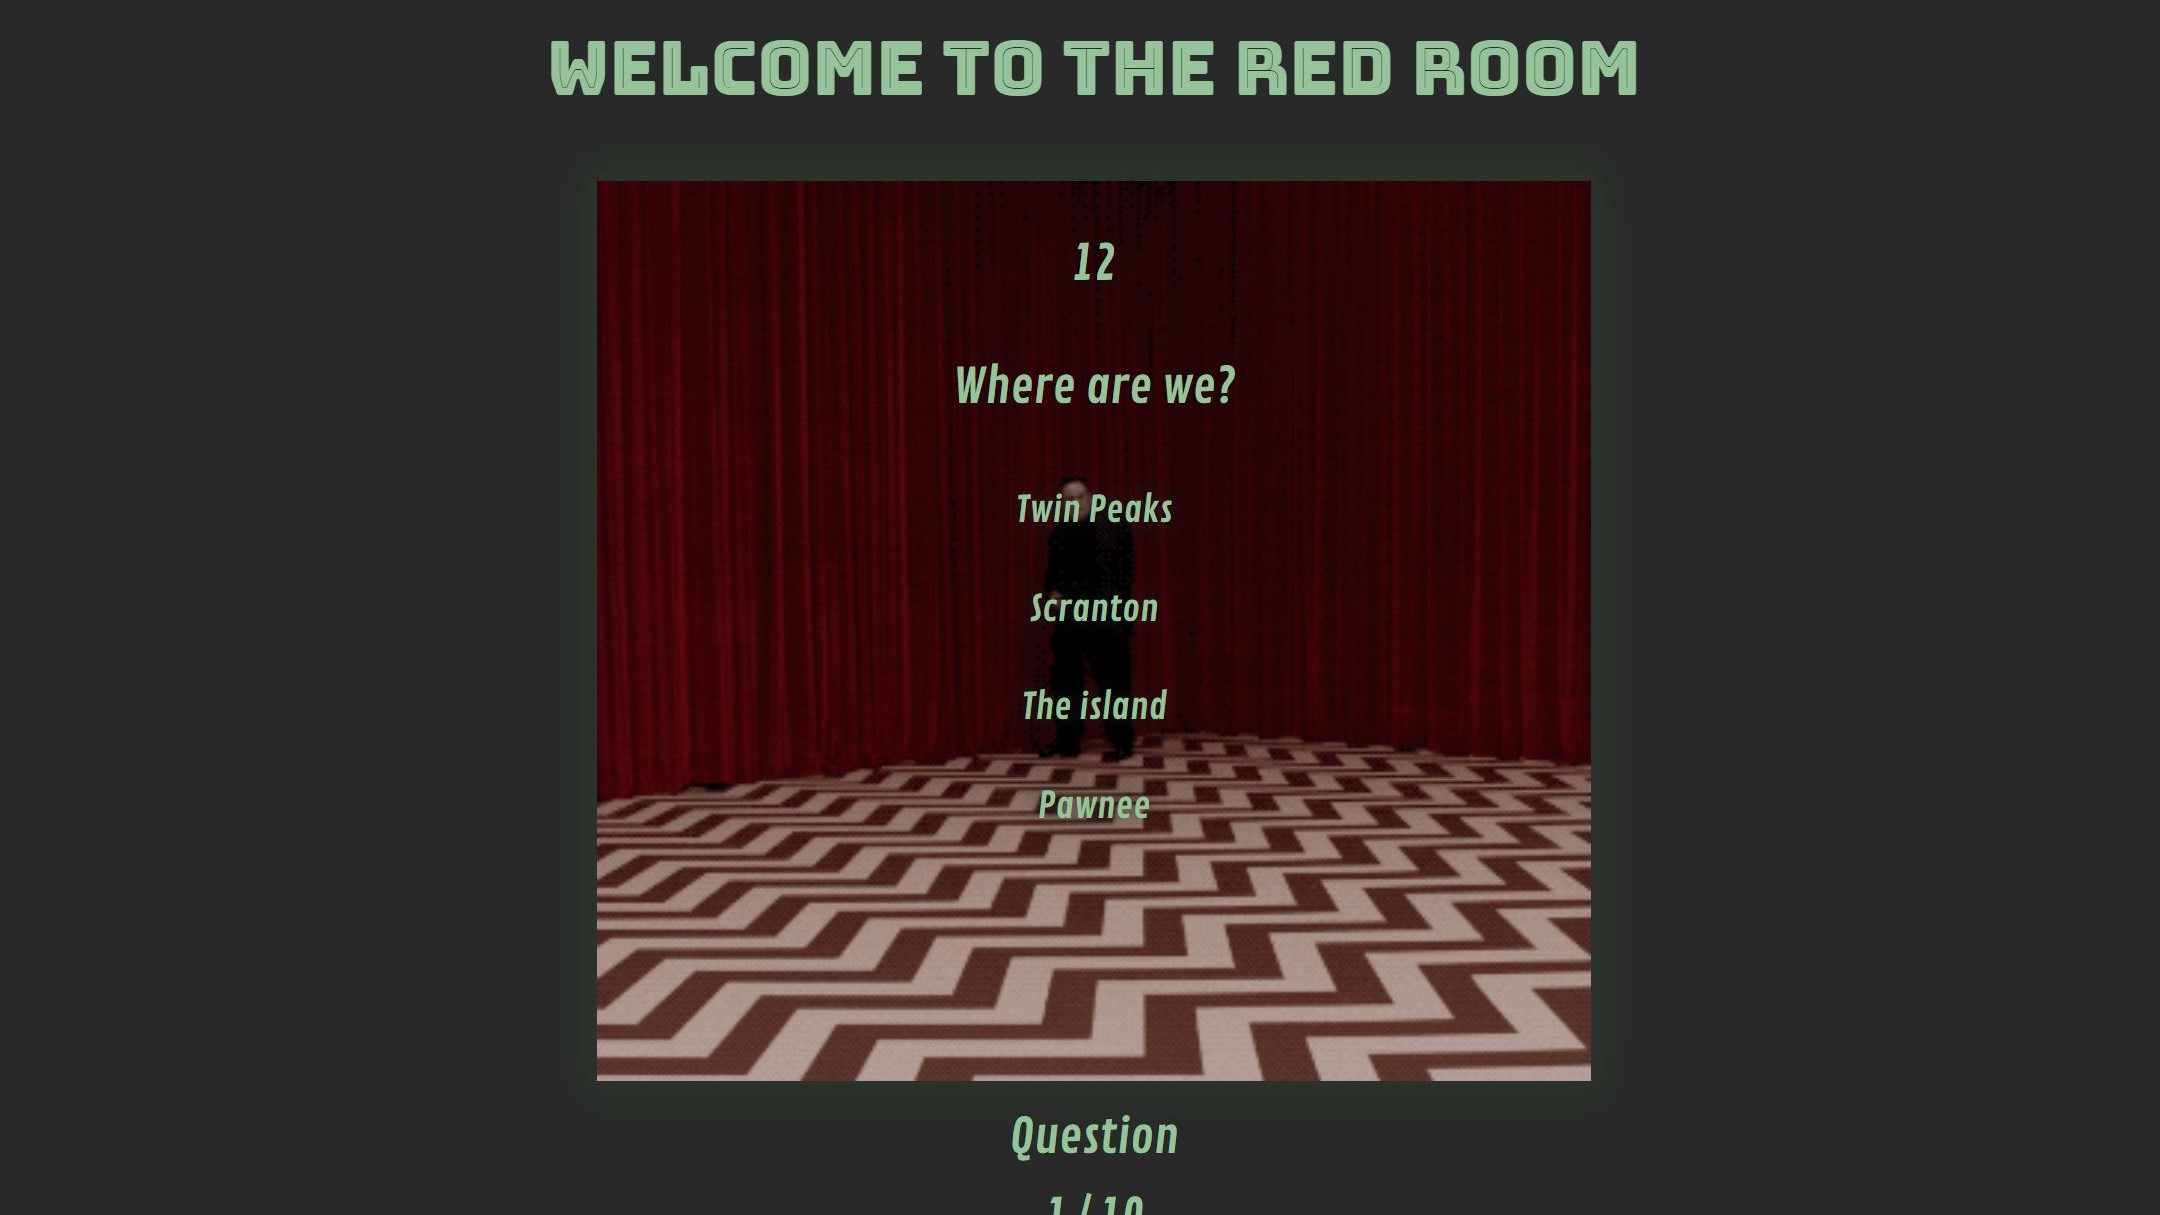 WELCOME TO THE RED ROOM
12
Where are we?
Twin Peaks
Scranton
The island
Pawnee
Question
1 / 10